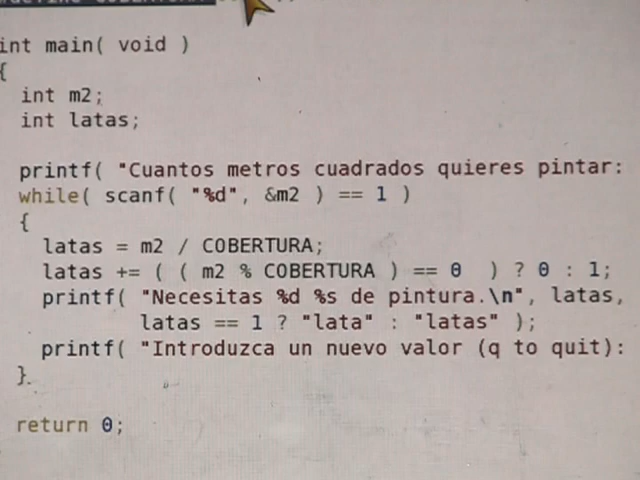 int main( void )
{
int m2;
int latas;
printf( "Cuantos metros cuadrados quieres pintar:
while( scanf( "%d", &m2 ) == 1 )
{
latas = m2 / COBERTURA;
latas += ( ( m2 % COBERTURA ) == 0 ) ? 0 : 1;
printf( "Necesitas %d %s de pintura.\n", latas,
latas == 1 ? "lata" : "latas" );
printf( "Introduzca un nuevo valor (q to quit):
}
return 0;